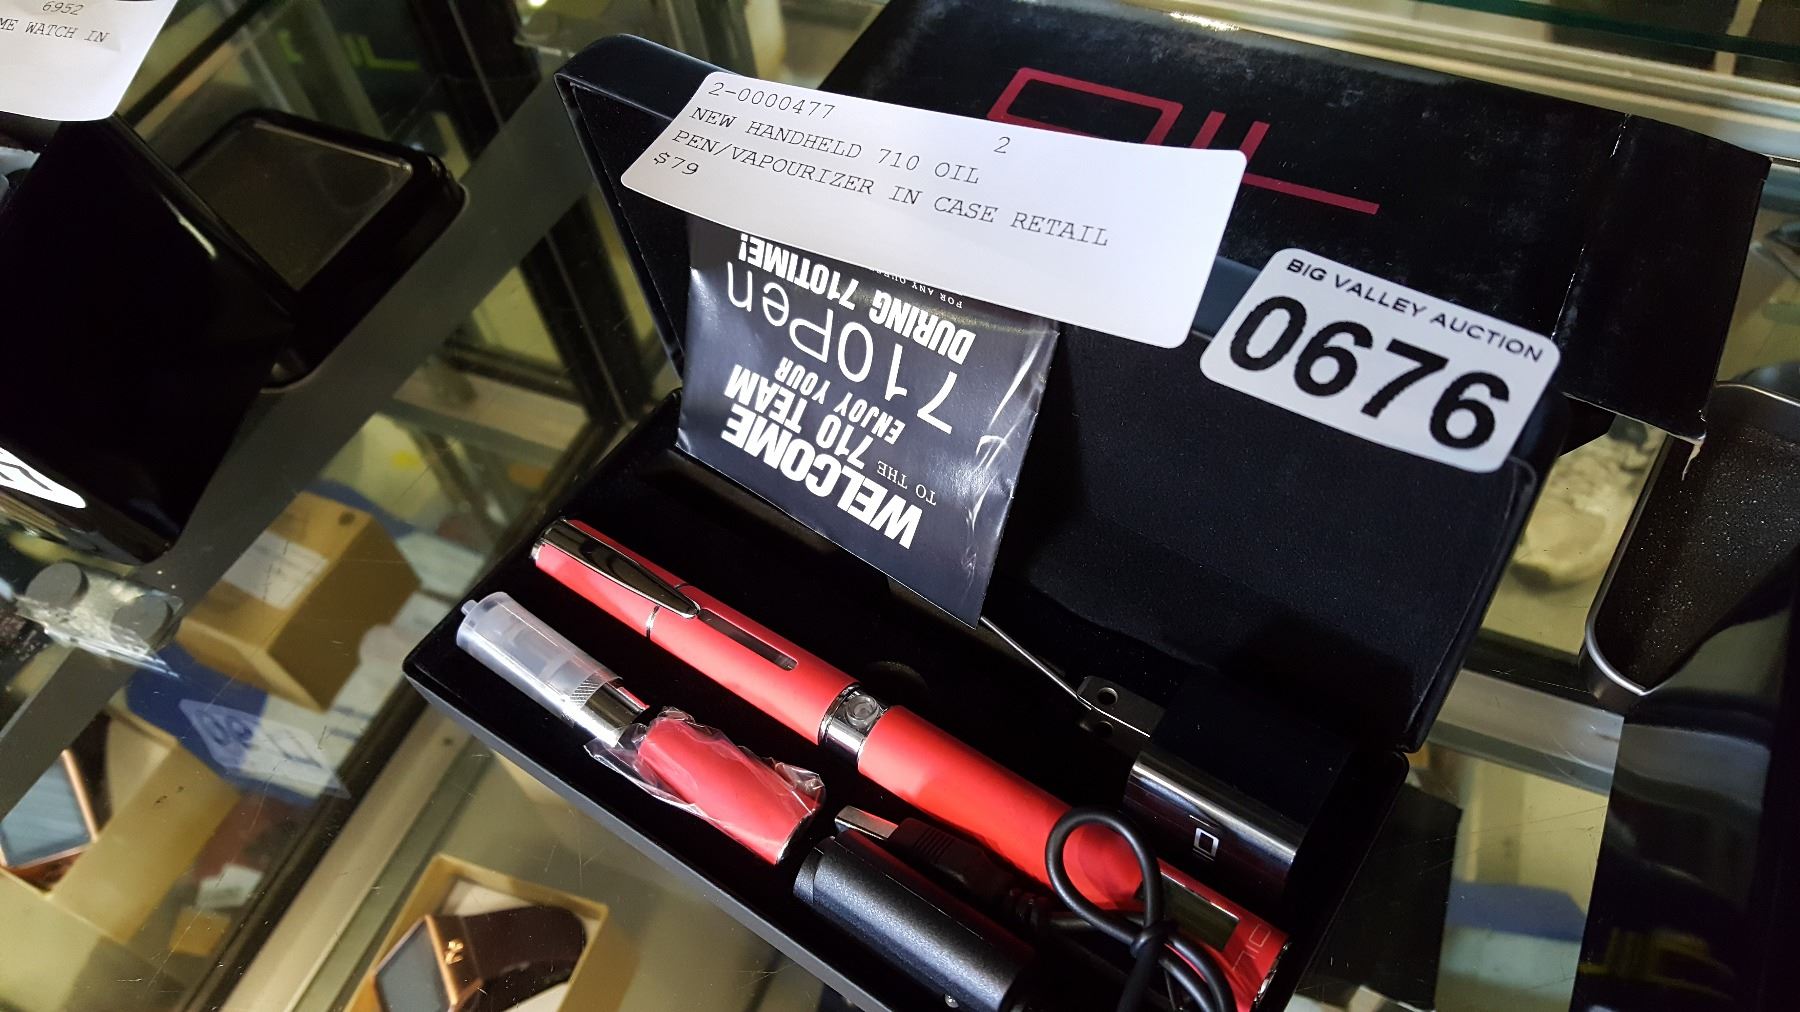 6952
ME WATCH IN
2-0000477
2
NEW HANDHELD 710 OIL
PEN/VAPOURIZER IN CASE RETAIL
$79
BIG VALLEY AUCTION
0676
WELCOME
TO THE
710 TEAM
ENJOY YOUR
710Pen
DURING 710TIME!